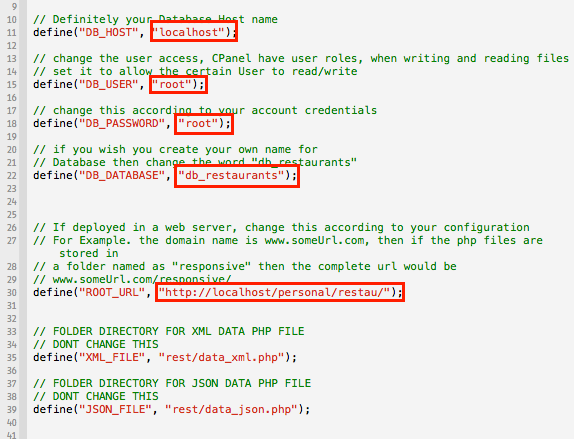 9
10 // Definitely your Database Host name
11 define("DB_HOST", "localhost");
12
13 // change the user access, CPanel have user roles, when writing and reading files
14 // set it to allow the certain User to read/write
15 define("DB_USER", "root");
16
17 // change this according to your account credentials
18 define("DB_PASSWORD", "root");
19
20 // if you wish you create your own name for
21 // Database then change the word "db_restaurants"
22 define("DB_DATABASE", "db_restaurants");
23
24
25
26 // If deployed in a web server, change this according to your configuration
27 // For Example. the domain name is www.someUrl.com, then if the php files are
stored in
28 // a folder named as "responsive" then the complete url would be
29 // www.someUrl.com/responsive/
30 define("ROOT_URL", "http://localhost/personal/restau/");
31
32
33 // FOLDER DIRECTORY FOR XML DATA PHP FILE
34 // DONT CHANGE THIS
35 define("XML_FILE", "rest/data_xml.php");
36
37 // FOLDER DIRECTORY FOR JSON DATA PHP FILE
38 // DONT CHANGE THIS
39 define("JSON_FILE", "rest/data_json.php");
40
41